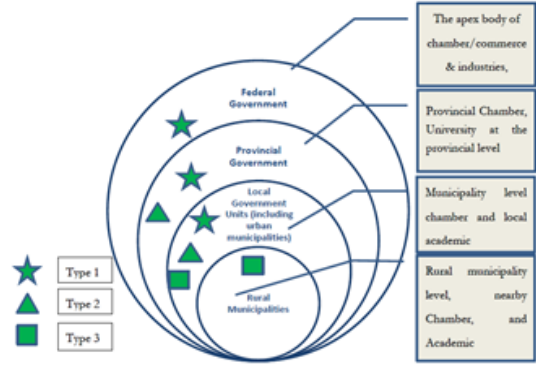 Federal
Government
Provincial
Government
Local
Government
Units (including
urban
municipalities)
Rural
Municipalities
The apex body of
chamber/commerce
& industries,
Provincial Chamber,
University at the
provincial level
Municipality level
chamber and local
academic
Rural municipality
level, nearby
Chamber, and
Academic
Type 1
Type 2
Type 3